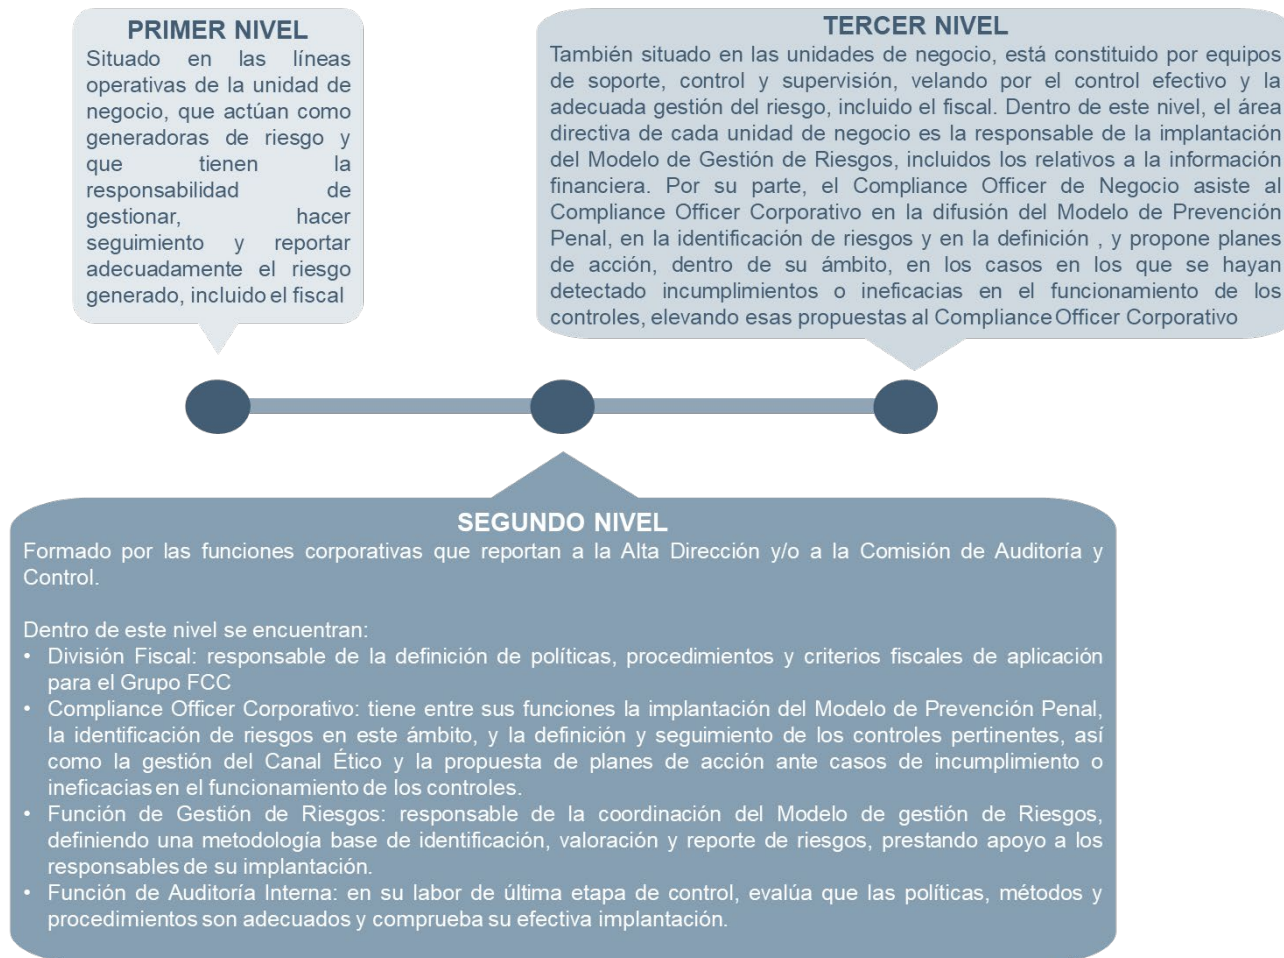 PRIMER NIVEL
Situado en las líneas
operativas de la unidad de
negocio, que actúan como
generadoras de riesgo y
que tienen la
responsabilidad de
gestionar, hacer
seguimiento y reportar
adecuadamente el riesgo
generado, incluido el fiscal
TERCER NIVEL
También situado en las unidades de negocio, está constituido por equipos
de soporte, control y supervisión, velando por el control efectivo y la
adecuada gestión del riesgo, incluido el fiscal. Dentro de este nivel, el área
directiva de cada unidad de negocio es la responsable de la implantación
del Modelo de Gestión de Riesgos, incluidos los relativos a la información
financiera. Por su parte, el Compliance Officer de Negocio asiste al
Compliance Officer Corporativo en la difusión del Modelo de Prevención
Penal, en la identificación de riesgos y en la definición , y propone planes
de acción, dentro de su ámbito, en los casos en los que se hayan
detectado incumplimientos o ineficacias en el funcionamiento de los
controles, elevando esas propuestas al Compliance Officer Corporativo
SEGUNDO NIVEL
Formado por las funciones corporativas que reportan a la Alta Dirección y/o a la Comisión de Auditoría y
Control.
Dentro de este nivel se encuentran:
• División Fiscal: responsable de la definición de políticas, procedimientos y criterios fiscales de aplicación
para el Grupo FCC
• Compliance Officer Corporativo: tiene entre sus funciones la implantación del Modelo de Prevención Penal,
la identificación de riesgos en este ámbito, y la definición y seguimiento de los controles pertinentes, así
como la gestión del Canal Ético y la propuesta de planes de acción ante casos de incumplimiento o
ineficacias en el funcionamiento de los controles.
• Función de Gestión de Riesgos: responsable de la coordinación del Modelo de gestión de Riesgos,
definiendo una metodología base de identificación, valoración y reporte de riesgos, prestando apoyo a los
responsables de su implantación.
• Función de Auditoría Interna: en su labor de última etapa de control, evalúa que las políticas, métodos y
procedimientos son adecuados y comprueba su efectiva implantación.